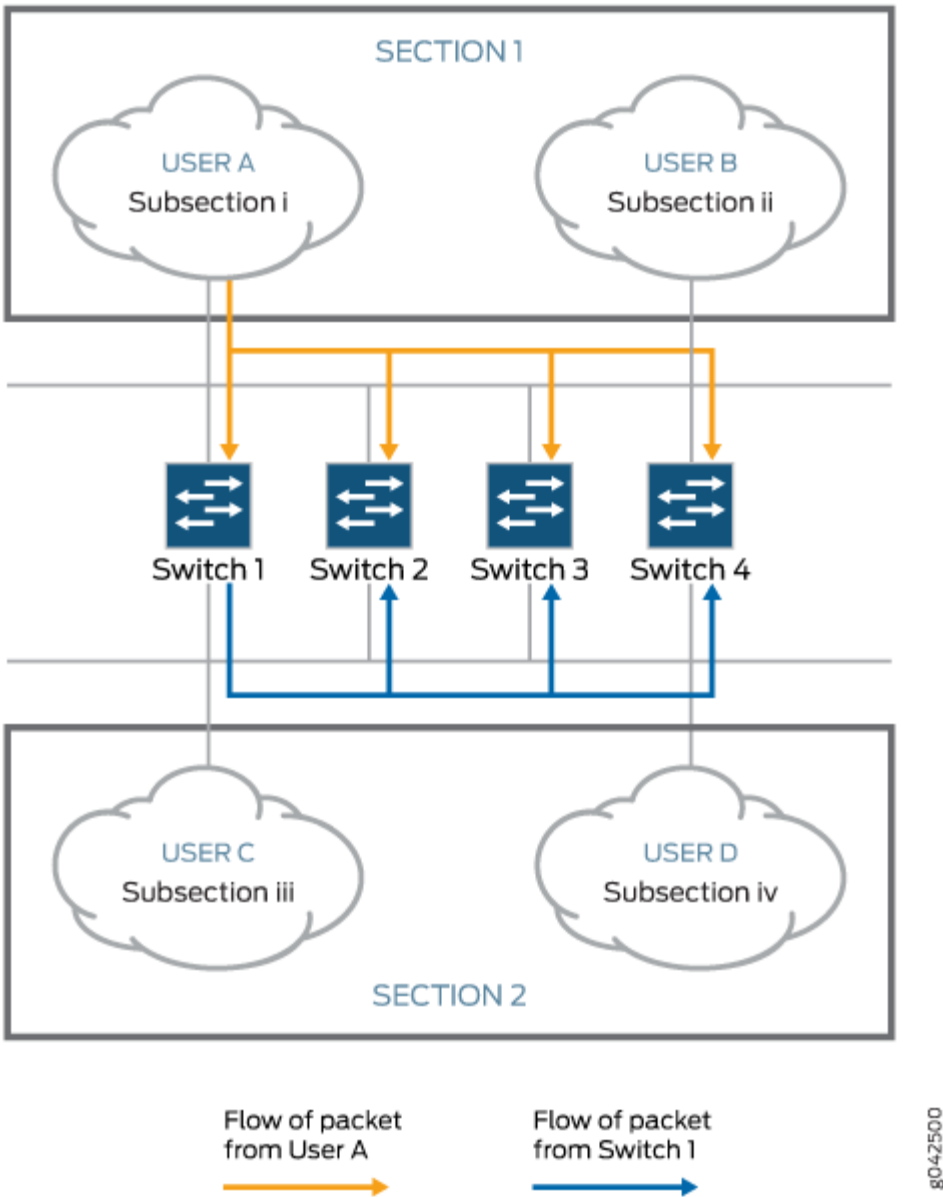 SECTION 1
USER A
Subsection i
USER B
Subsection ii
Switch 1
Switch 2
Switch 3
Switch 4
USER C
Subsection iii
USER D
Subsection iv
SECTION 2
Flow of packet
from User A
Flow of packet
from Switch 1
g042500